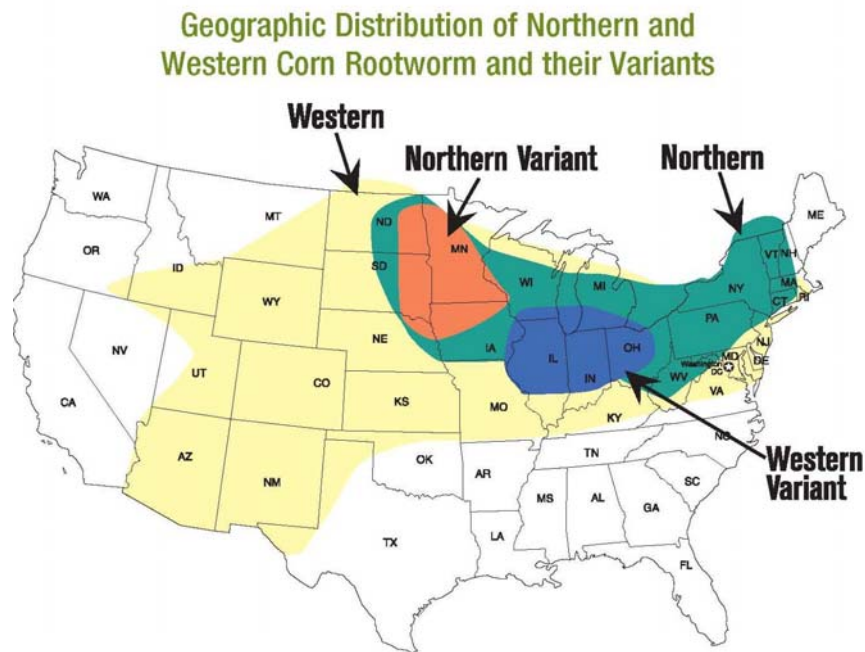 Geographic Distribution of Northern and
Western Corn Rootworm and their Variants
Western
Northern Variant
Northern
WA
MT
ND
MN
ME
OR
ID
SD
WI
MI
VT
NH
NY
MA
CT
RI
WY
NE
IA
PA
NJ
NV
UT
CO
IL
IN
OH
MD
DE
Washington
DC
WV
VA
CA
KS
MO
KY
NC
AZ
NM
OK
AR
TN
Western
Variant
SC
MS
AL
GA
TX
LA
FL